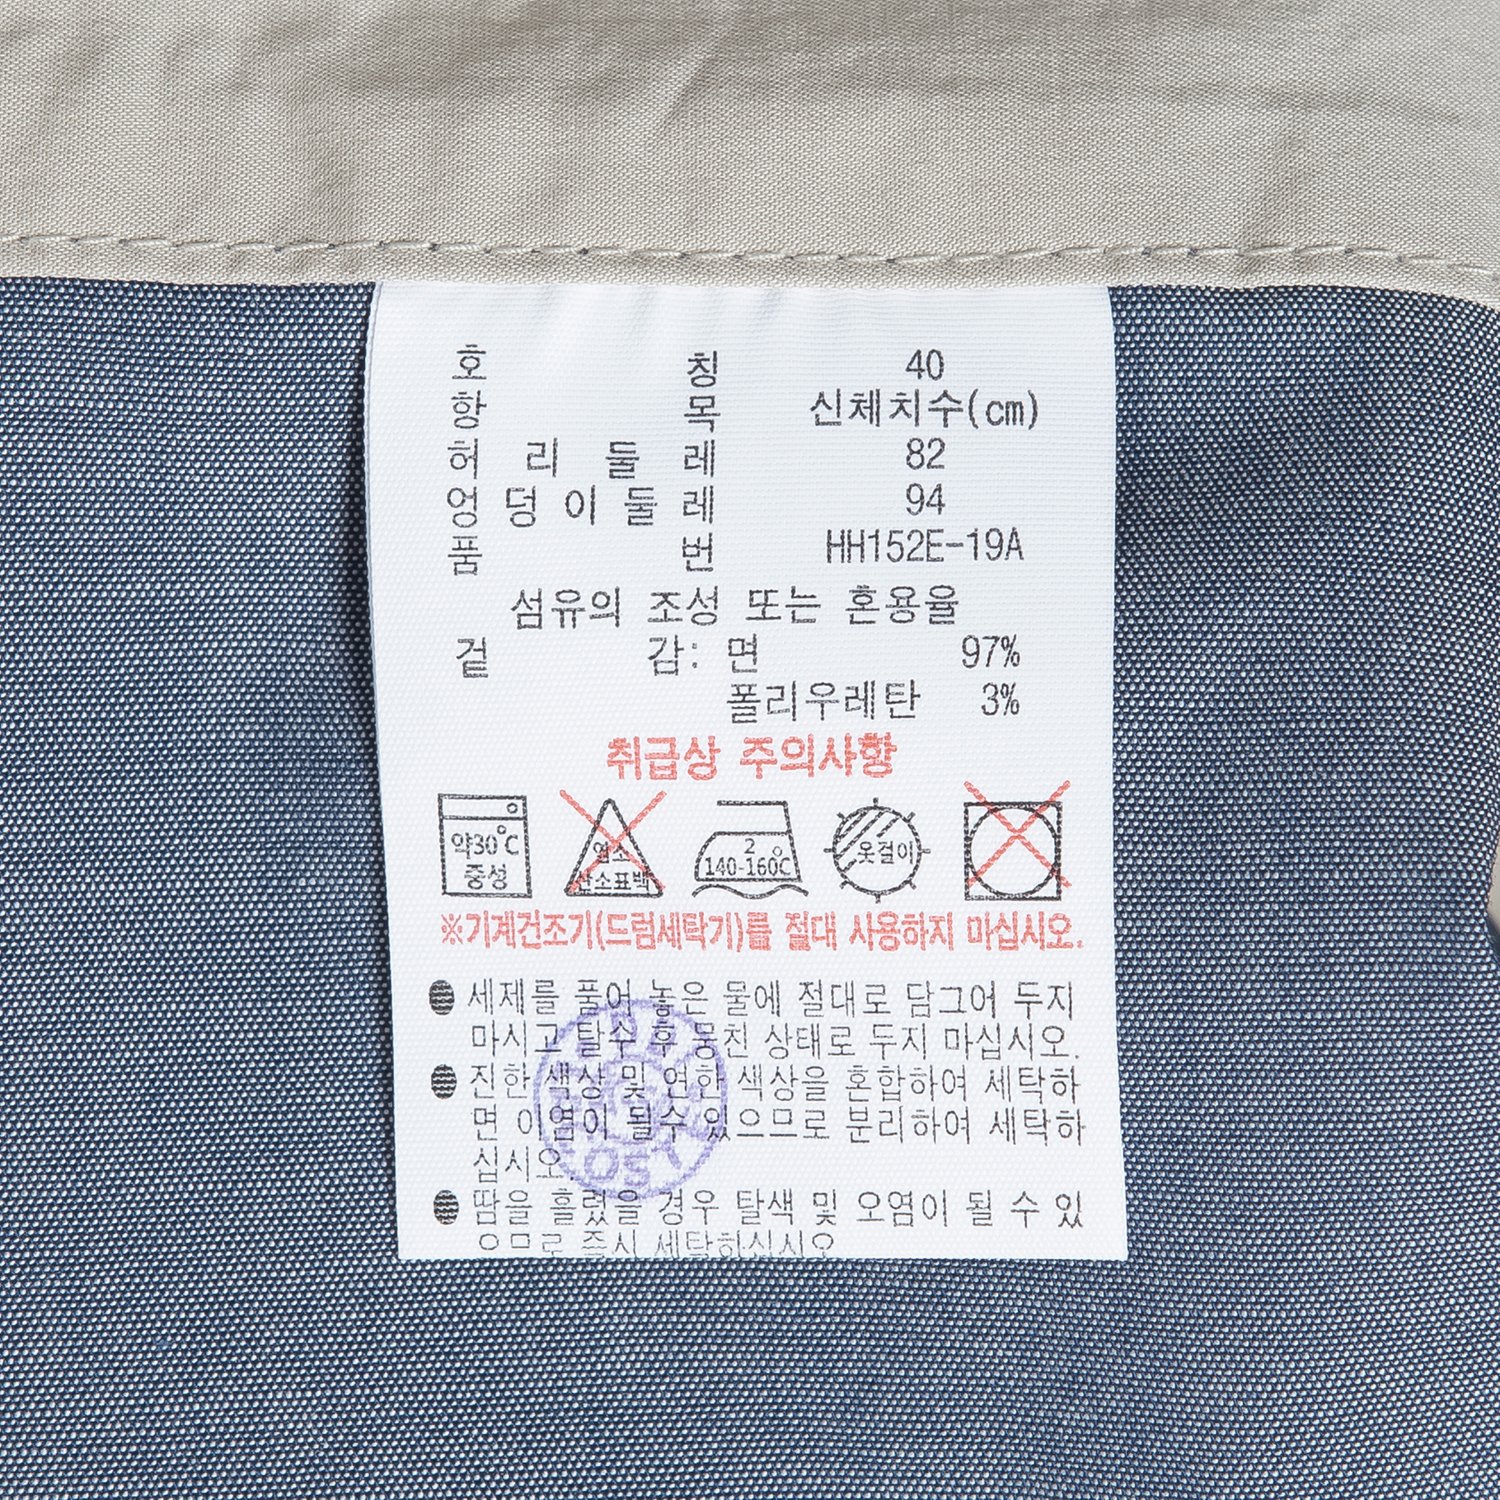 호 칭 40
항 목 신체치수(cm)
허 리 둘 레 82
엉 덩 이 둘 레 94
품 번 HH152E-19A
섬유의 조성 또는 혼용율
겉 감: 면 97%
폴리우레탄 3%
취급상 주의사항
약30°C
중성
염소
산소표백
2
140-160°C
옷걸이
※기계건조기(드럼세탁기)를 절대 사용하지 마십시오.
● 세제를 풀어 놓은 물에 절대로 담그어 두지
마시고 탈수 후 뭉친 상태로 두지 마십시오.
● 진한 색상 및 연한 색상을 혼합하여 세탁하
면 이염이 될 수 있으므로 분리하여 세탁하
십시오.
● 땀을 흘렸을 경우 탈색 및 오염이 될 수 있
으므로 즉시 세탁하십시오